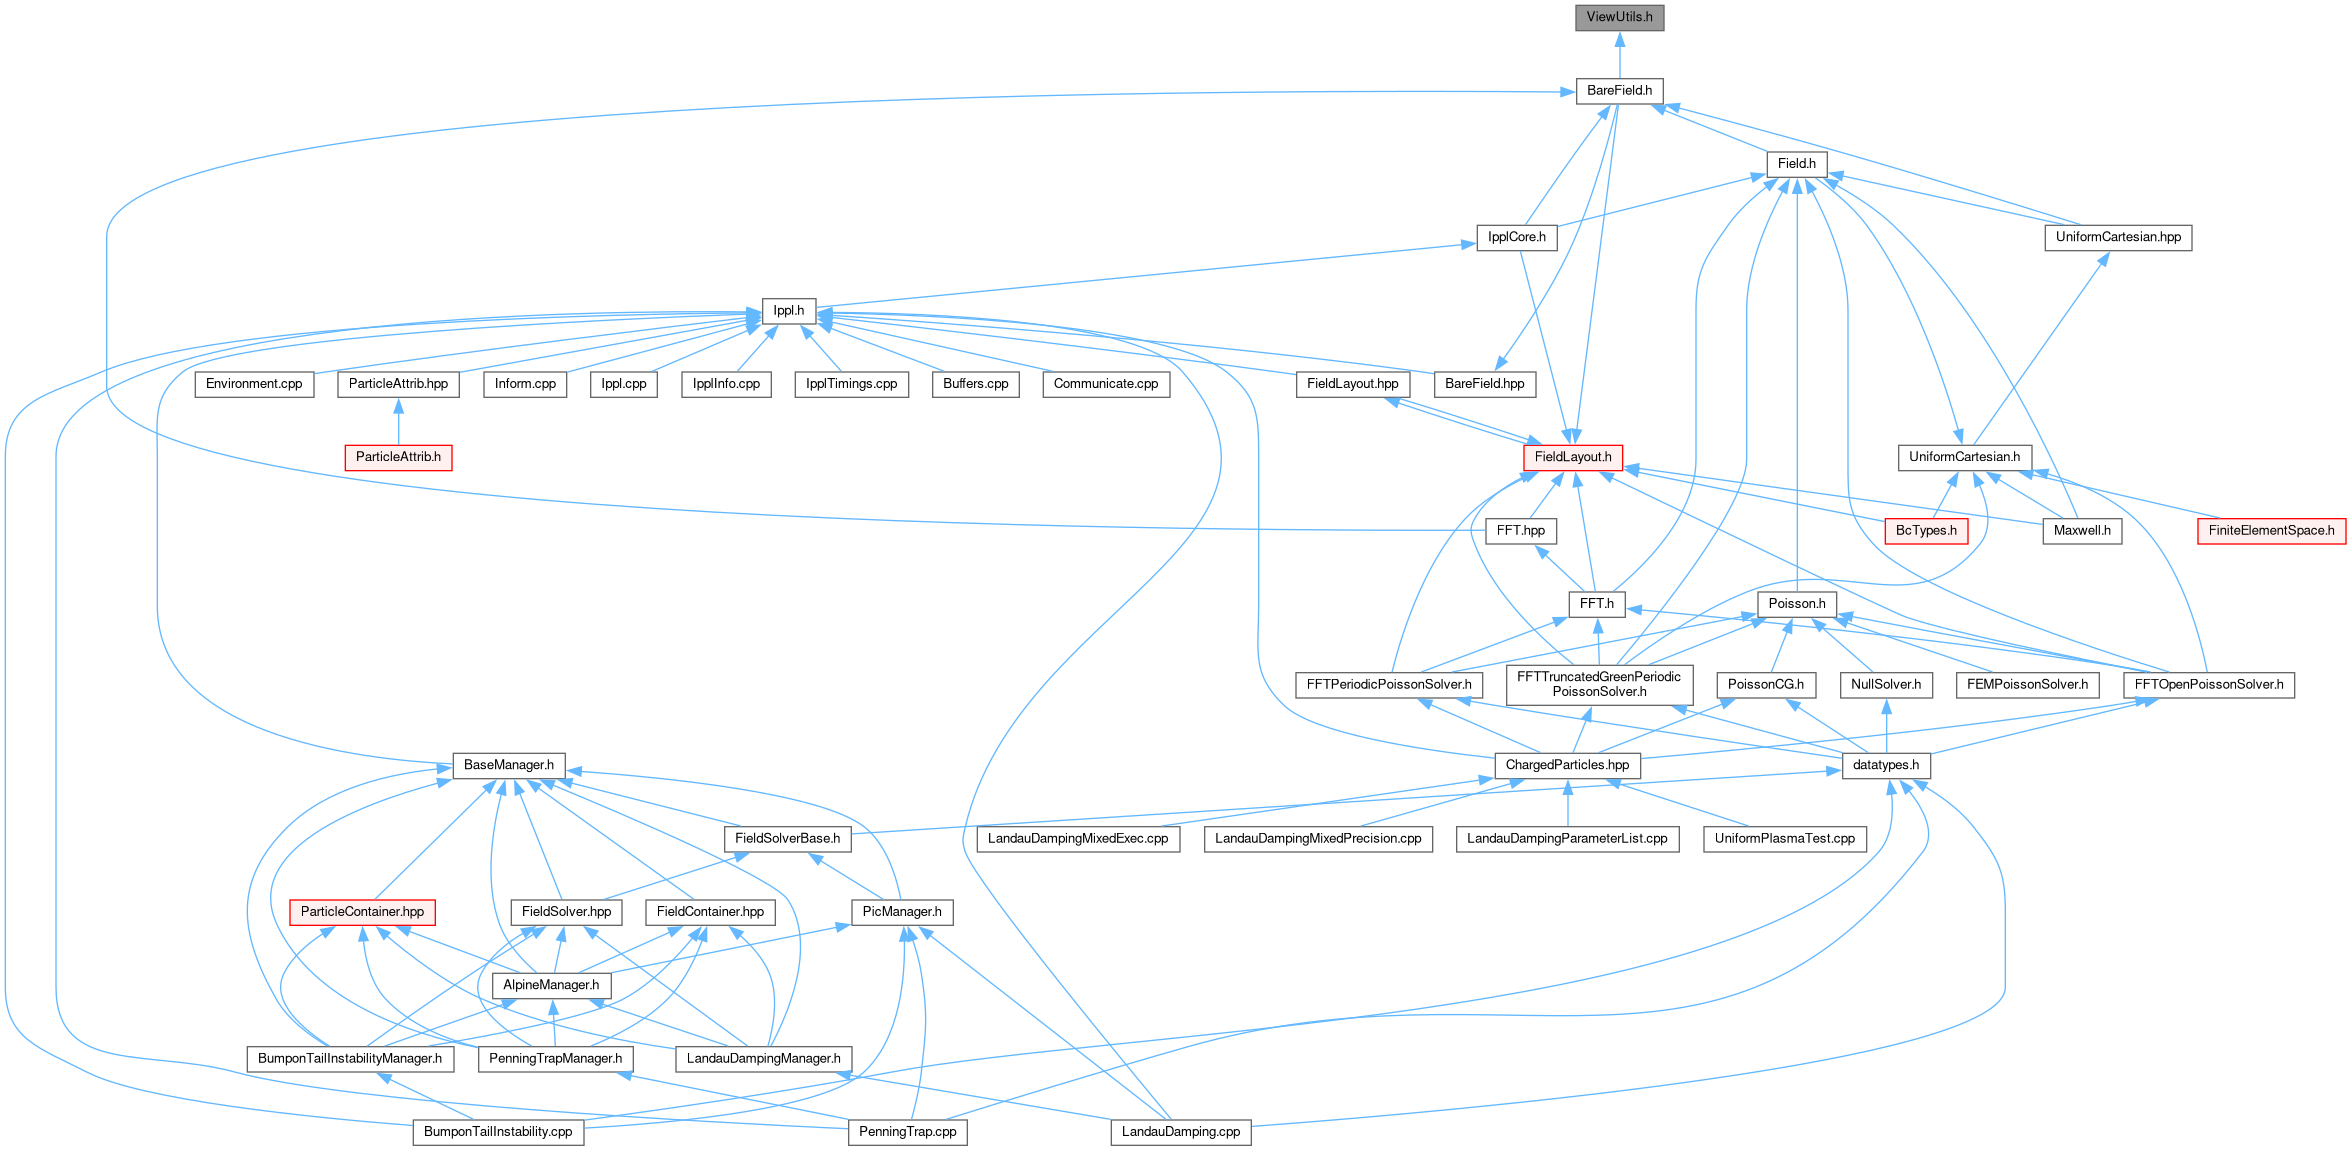 ViewUtils.h
BareField.h
Field.h
IpplCore.h
UniformCartesian.hpp
Ippl.h
Environment.cpp
ParticleAttrib.hpp
Inform.cpp
Ippl.cpp
IpplInfo.cpp
IpplTimings.cpp
Buffers.cpp
Communicate.cpp
FieldLayout.hpp
BareField.hpp
ParticleAttrib.h
FieldLayout.h
UniformCartesian.h
FFT.hpp
BcTypes.h
Maxwell.h
FiniteElementSpace.h
FFT.h
Poisson.h
FFTPeriodicPoissonSolver.h
FFTTruncatedGreenPeriodic
PoissonSolver.h
PoissonCG.h
NullSolver.h
FEMPoissonSolver.h
FFTOpenPoissonSolver.h
BaseManager.h
ChargedParticles.hpp
datatypes.h
FieldSolverBase.h
LandauDampingMixedExec.cpp
LandauDampingMixedPrecision.cpp
LandauDampingParameterList.cpp
UniformPlasmaTest.cpp
ParticleContainer.hpp
FieldSolver.hpp
FieldContainer.hpp
PicManager.h
AlpineManager.h
BumponTailInstabilityManager.h
PenningTrapManager.h
LandauDampingManager.h
BumponTailInstability.cpp
PenningTrap.cpp
LandauDamping.cpp